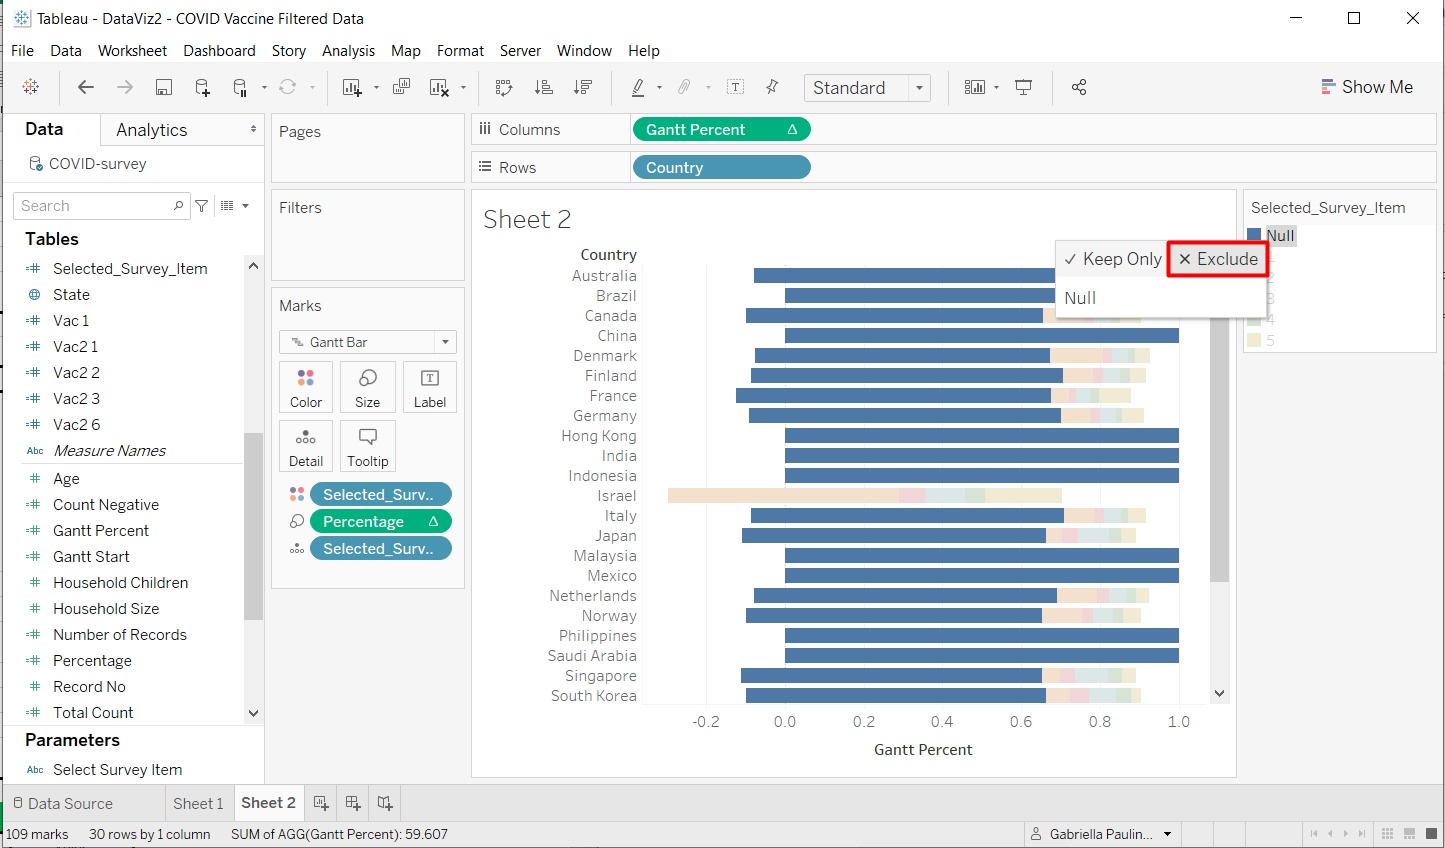 Tableau - DataViz2 - COVID Vaccine Filtered Data
File Data Worksheet Dashboard Story Analysis Map Format Server Window Help
Standard
Show Me
Data Analytics
COVID-survey
Search
Tables
Selected_Survey_Item
State
Vac 1
Vac2 1
Vac2 2
Vac2 3
Vac2 6
Abc Measure Names
Age
Count Negative
Gantt Percent
Gantt Start
Household Children
Household Size
Number of Records
Percentage
Record No
Total Count
Parameters
Abc Select Survey Item
Pages
Filters
Marks
Gantt Bar
Color Size Label
Detail Tooltip
Selected_Surv..
Percentage Δ
Selected_Surv..
Columns Gantt Percent Δ
Rows Country
Sheet 2
Country
Australia
Brazil
Canada
China
Denmark
Finland
France
Germany
Hong Kong
India
Indonesia
Israel
Italy
Japan
Malaysia
Mexico
Netherlands
Norway
Philippines
Saudi Arabia
Singapore
South Korea
-0.2 0.0 0.2 0.4 0.6 0.8 1.0
Gantt Percent
Selected_Survey_Item
Null
✓ Keep Only × Exclude
Null
2
3
4
5
Data Source Sheet 1 Sheet 2
109 marks 30 rows by 1 column SUM of AGG(Gantt Percent): 59.607
Gabriella Paulin...